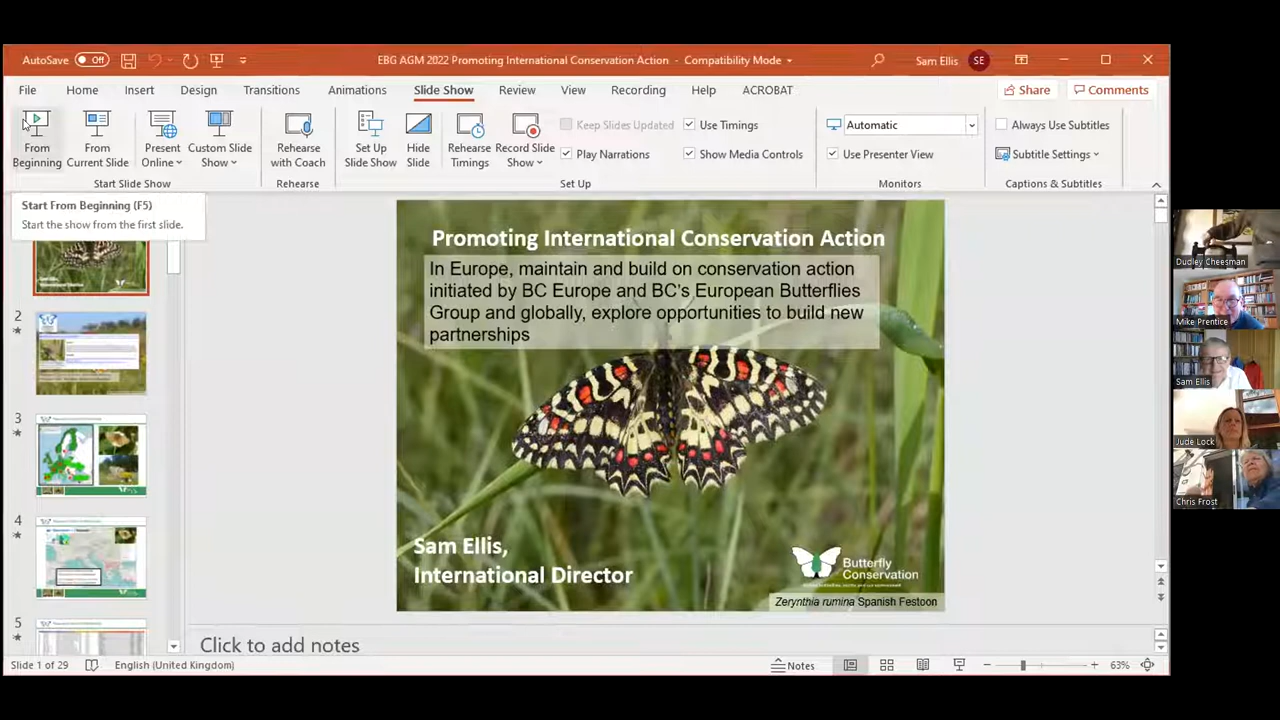 AutoSave Off
EBG AGM 2022 Promoting International Conservation Action - Compatibility Mode
Sam Ellis SE
File Home Insert Design Transitions Animations Slide Show Review View Recording Help ACROBAT Share Comments
From Beginning
From Current Slide
Present Online
Custom Slide Show
Rehearse with Coach
Set Up Slide Show
Hide Slide
Rehearse Timings
Record Slide Show
Keep Slides Updated
Play Narrations
Use Timings
Show Media Controls
Automatic
Use Presenter View
Always Use Subtitles
Subtitle Settings
Start Slide Show Rehearse Set Up Monitors Captions & Subtitles
Start From Beginning (F5)
Start the show from the first slide.
2
3
4
5
Promoting International Conservation Action
In Europe, maintain and build on conservation action
initiated by BC Europe and BC's European Butterflies
Group and globally, explore opportunities to build new
partnerships
Sam Ellis,
International Director
Butterfly
Conservation
Zerynthia rumina Spanish Festoon
Click to add notes
Slide 1 of 29 English (United Kingdom) Notes 63%
Dudley Cheesman
Mike Prentice
Sam Ellis
Jude Lock
Chris Frost